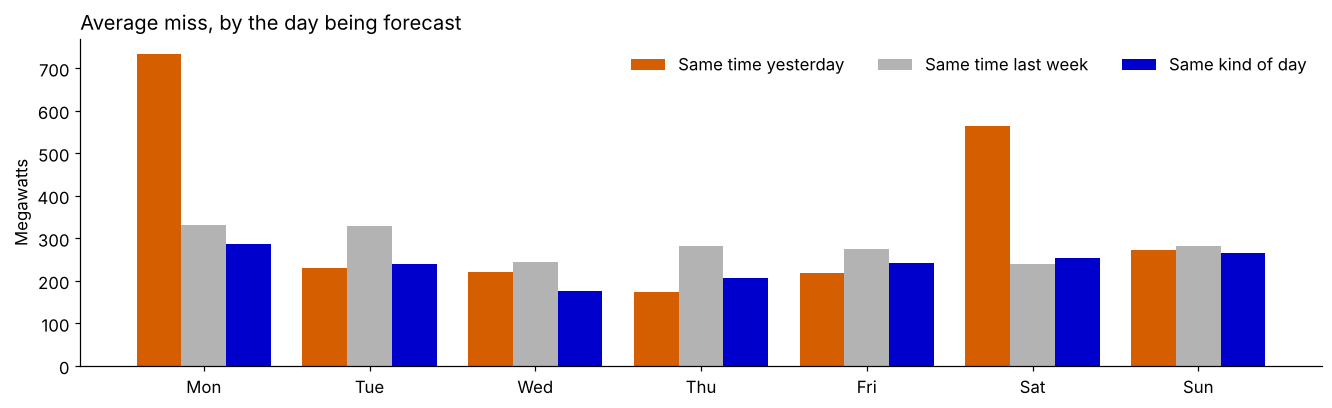 Average miss, by the day being forecast
Same time yesterday
Same time last week
Same kind of day
Megawatts
700
600
500
400
300
200
100
0
Mon
Tue
Wed
Thu
Fri
Sat
Sun